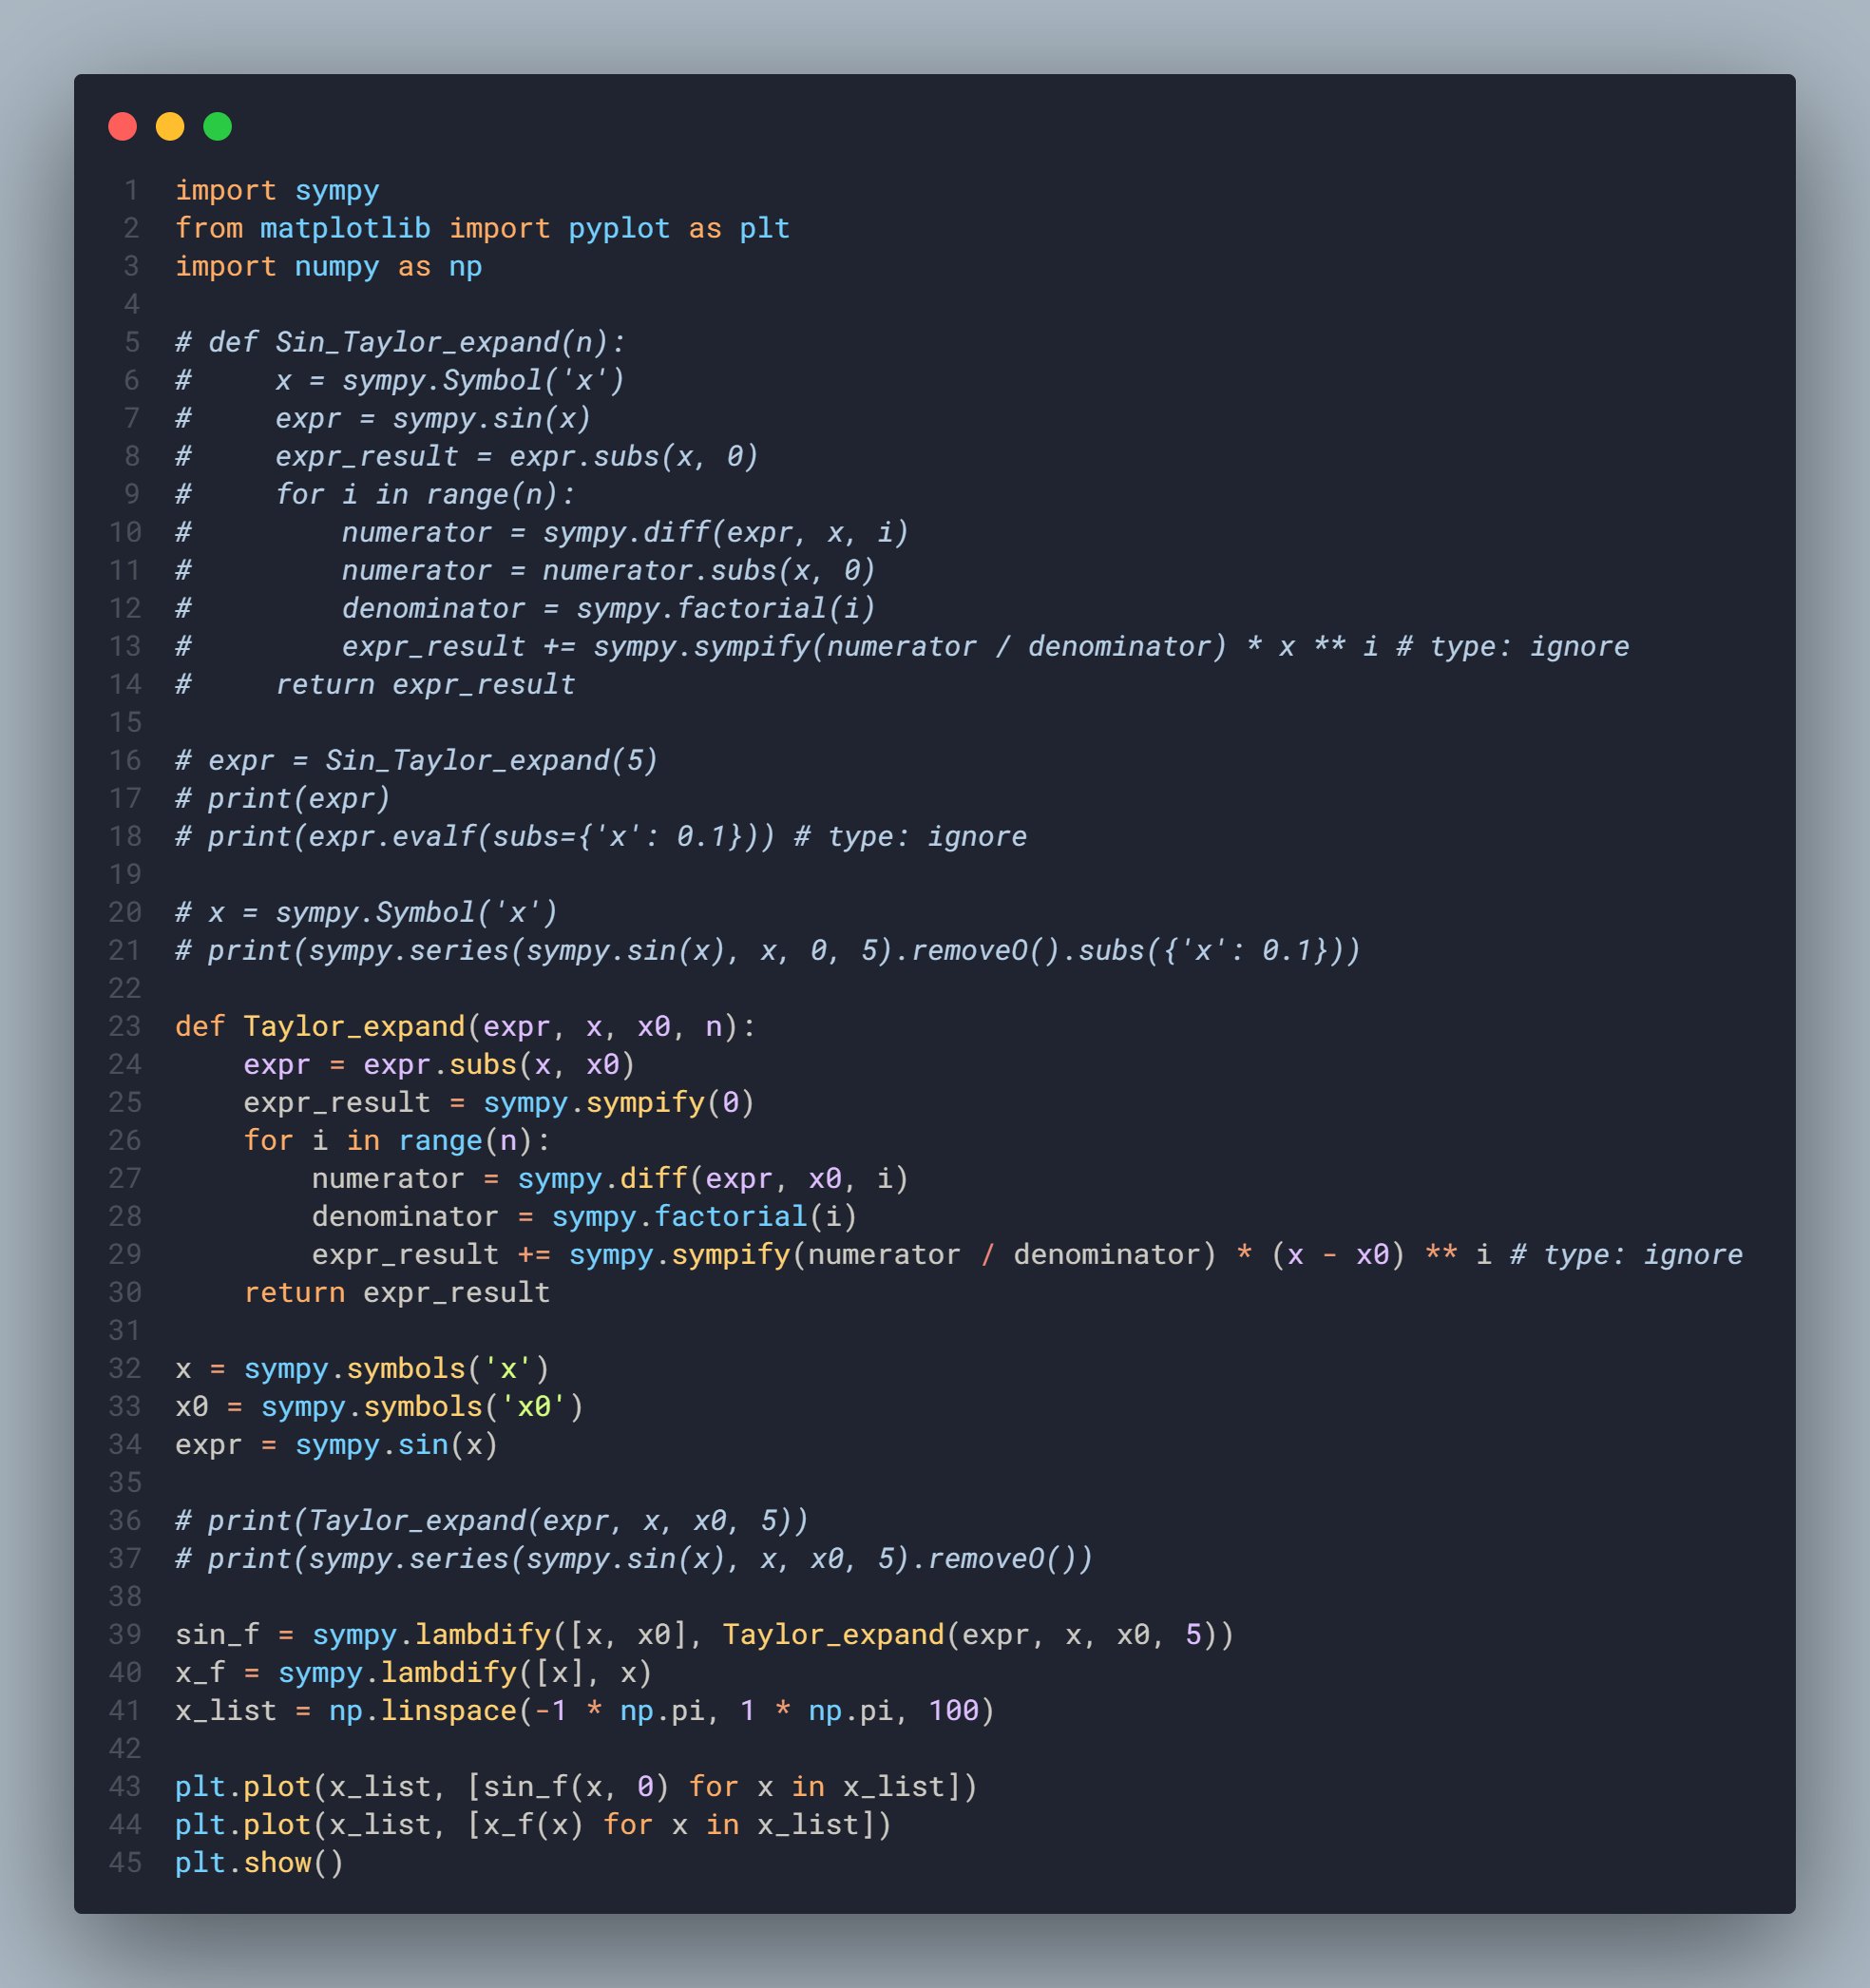 1 import sympy
2 from matplotlib import pyplot as plt
3 import numpy as np
4
5 # def Sin_Taylor_expand(n):
6 #     x = sympy.Symbol('x')
7 #     expr = sympy.sin(x)
8 #     expr_result = expr.subs(x, 0)
9 #     for i in range(n):
10 #         numerator = sympy.diff(expr, x, i)
11 #         numerator = numerator.subs(x, 0)
12 #         denominator = sympy.factorial(i)
13 #         expr_result += sympy.sympify(numerator / denominator) * x ** i # type: ignore
14 #     return expr_result
15
16 # expr = Sin_Taylor_expand(5)
17 # print(expr)
18 # print(expr.evalf(subs={'x': 0.1})) # type: ignore
19
20 # x = sympy.Symbol('x')
21 # print(sympy.series(sympy.sin(x), x, 0, 5).removeO().subs({'x': 0.1}))
22
23 def Taylor_expand(expr, x, x0, n):
24     expr = expr.subs(x, x0)
25     expr_result = sympy.sympify(0)
26     for i in range(n):
27         numerator = sympy.diff(expr, x0, i)
28         denominator = sympy.factorial(i)
29         expr_result += sympy.sympify(numerator / denominator) * (x - x0) ** i # type: ignore
30     return expr_result
31
32 x = sympy.symbols('x')
33 x0 = sympy.symbols('x0')
34 expr = sympy.sin(x)
35
36 # print(Taylor_expand(expr, x, x0, 5))
37 # print(sympy.series(sympy.sin(x), x, x0, 5).removeO())
38
39 sin_f = sympy.lambdify([x, x0], Taylor_expand(expr, x, x0, 5))
40 x_f = sympy.lambdify([x], x)
41 x_list = np.linspace(-1 * np.pi, 1 * np.pi, 100)
42
43 plt.plot(x_list, [sin_f(x, 0) for x in x_list])
44 plt.plot(x_list, [x_f(x) for x in x_list])
45 plt.show()